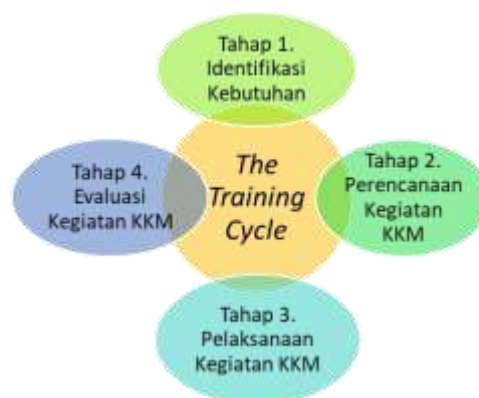 Tahap 1.
Identifikasi
Kebutuhan
The
Training
Cycle
Tahap 2.
Perencanaan
Kegiatan
KKM
Tahap 3.
Pelaksanaan
Kegiatan KKM
Tahap 4.
Evaluasi
Kegiatan KKM